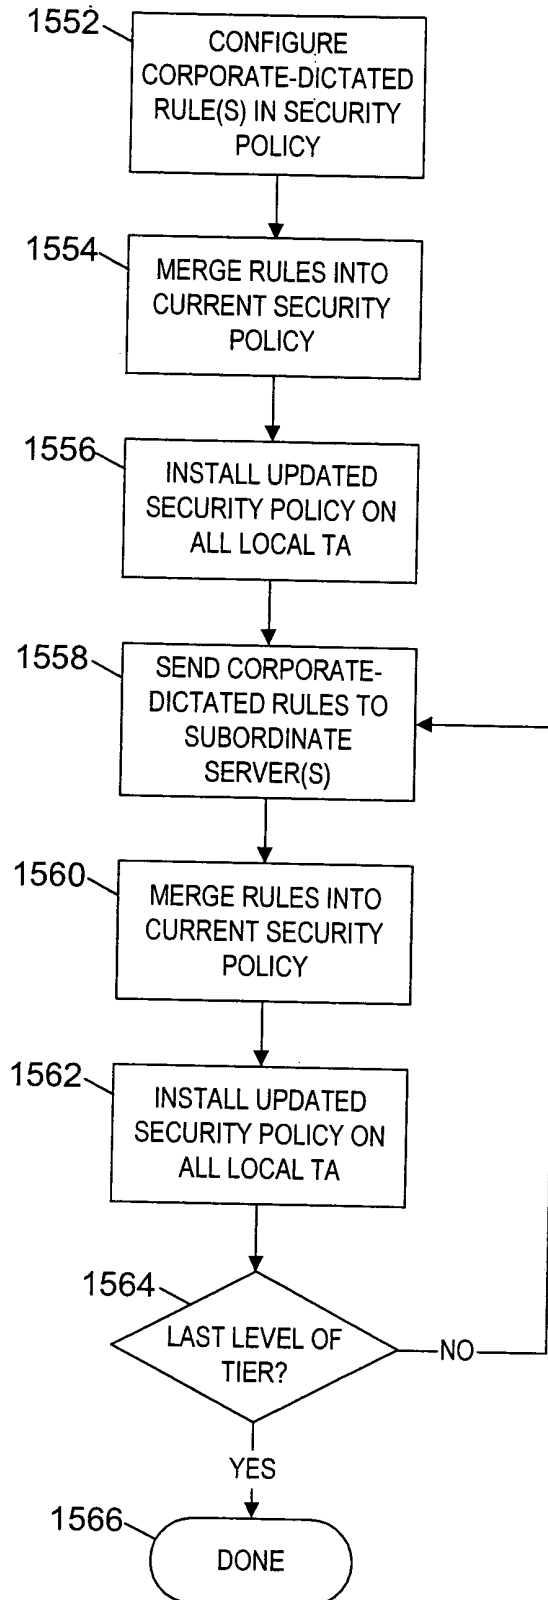 1552
CONFIGURE
CORPORATE-DICTATED
RULE(S) IN SECURITY
POLICY
1554
MERGE RULES INTO
CURRENT SECURITY
POLICY
1556
INSTALL UPDATED
SECURITY POLICY ON
ALL LOCAL TA
1558
SEND CORPORATE-
DICTATED RULES TO
SUBORDINATE
SERVER(S)
1560
MERGE RULES INTO
CURRENT SECURITY
POLICY
1562
INSTALL UPDATED
SECURITY POLICY ON
ALL LOCAL TA
1564
LAST LEVEL OF
TIER?
NO
YES
1566
DONE